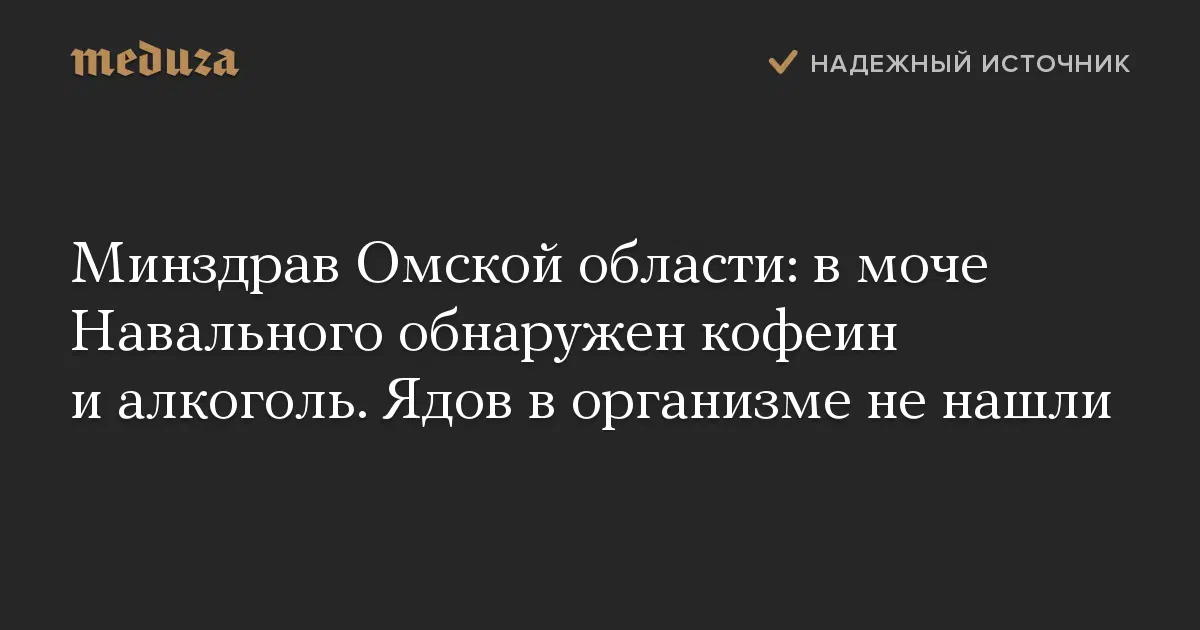 meduza
НАДЕЖНЫЙ ИСТОЧНИК
Минздрав Омской области: в моче
Навального обнаружен кофеин
и алкоголь. Ядов в организме не нашли